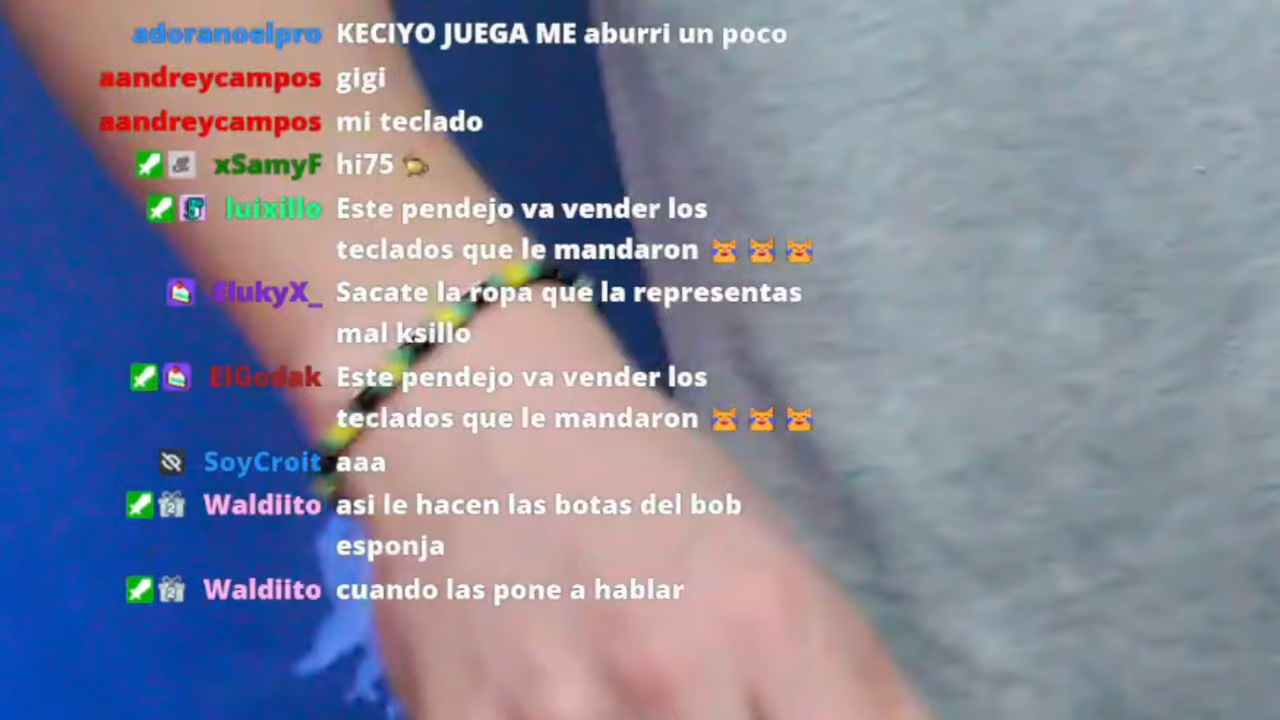 adoranoelpro KECIYO JUEGA ME aburri un poco
aandreycampos gigi
aandreycampos mi teclado
xSamyF hi75
luixillo Este pendejo va vender los
teclados que le mandaron
ElukyX_ Sacate la ropa que la representas
mal ksillo
ElGodak Este pendejo va vender los
teclados que le mandaron
SoyCroit aaa
Waldiito asi le hacen las botas del bob
esponja
Waldiito cuando las pone a hablar